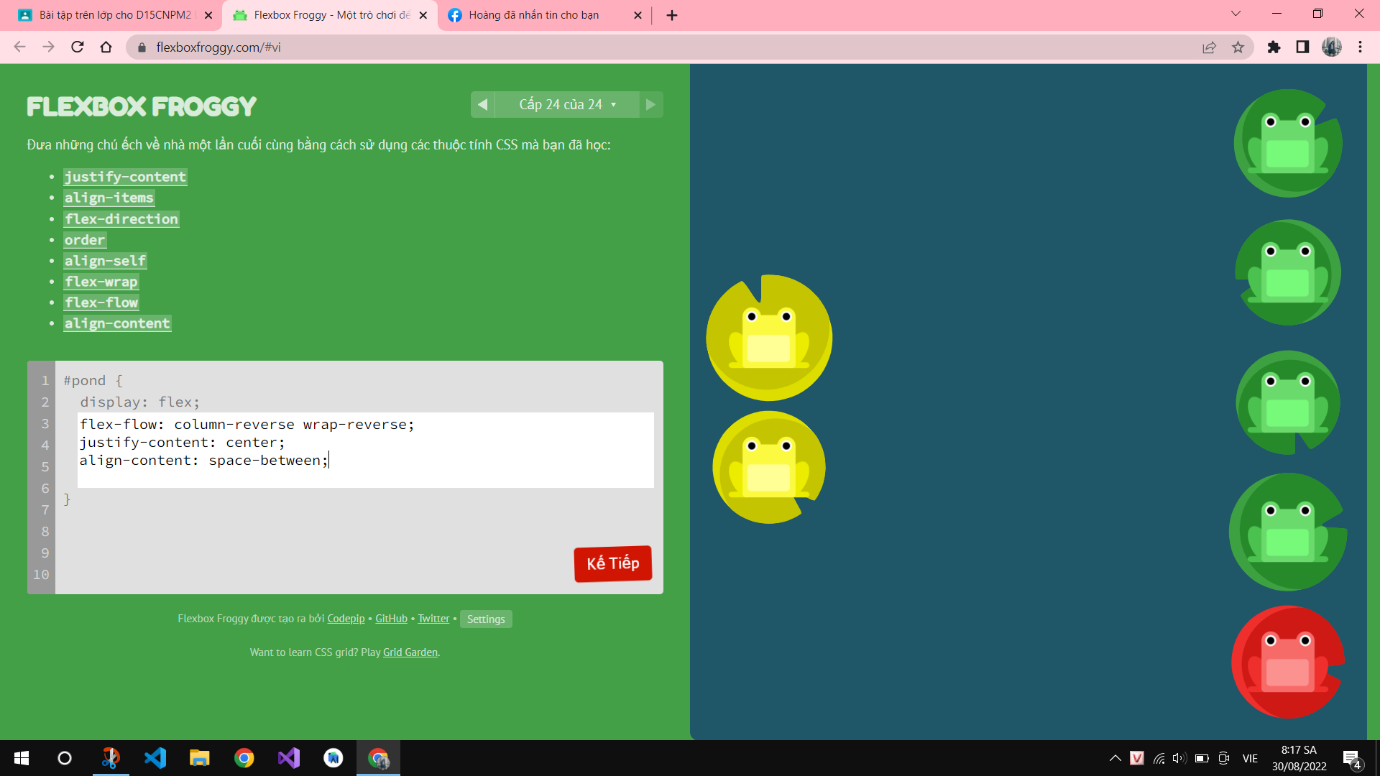 Bài tập trên lớp cho D15CNPM2
Flexbox Froggy - Một trò chơi để
Hoàng đã nhắn tin cho bạn
flexboxfroggy.com/#vi
FLEXBOX FROGGY
Cấp 24 của 24
Đưa những chú ếch về nhà một lần cuối cùng bằng cách sử dụng các thuộc tính CSS mà bạn đã học:
• justify-content
• align-items
• flex-direction
• order
• align-self
• flex-wrap
• flex-flow
• align-content
1 #pond {
2 display: flex;
3 flex-flow: column-reverse wrap-reverse;
4 justify-content: center;
5 align-content: space-between;
6 }
7
8
9
10
Kế Tiếp
Flexbox Froggy được tạo ra bởi Codepip • GitHub • Twitter • Settings
Want to learn CSS grid? Play Grid Garden.
VIE
8:17 SA
30/08/2022
4